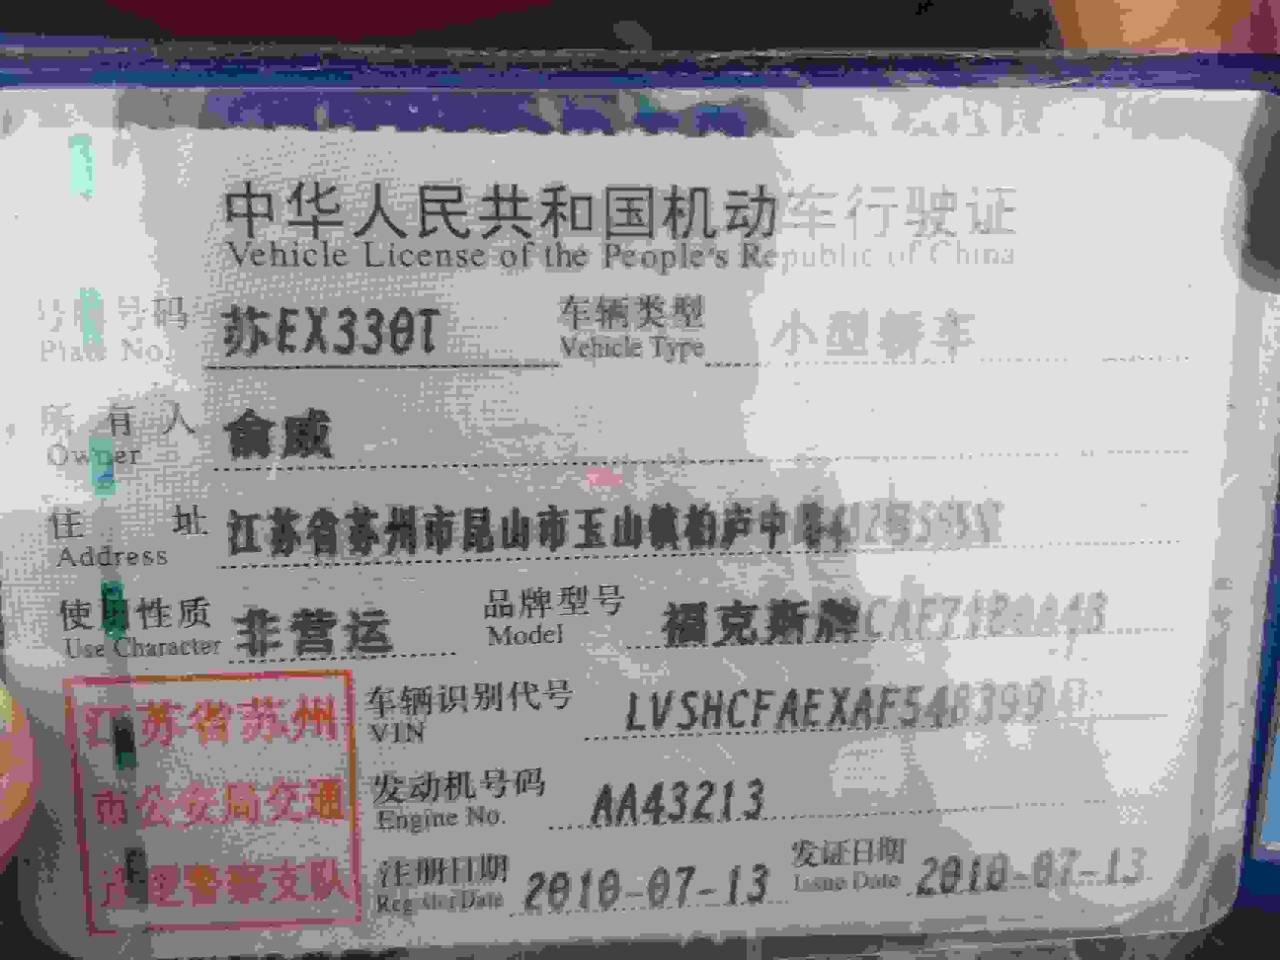 中华人民共和国机动车行驶证
Vehicle License of the People's Republic of China
号牌号码 苏EX330T 车辆类型 小型轿车
Plate No. Vehicle Type
所有人 俞威
Owner
住址 江苏省苏州市昆山市玉山镇柏庐中路
Address
使用性质 非营运 品牌型号 福克斯牌
Use Character Model
江苏省苏州 车辆识别代号 LVSHCFAEXAF548399
VIN
市公安局交通 发动机号码 AA43213
Engine No.
巡逻警察支队 注册日期 2010-07-13 发证日期 2010-07-13
Register Date Issue Date